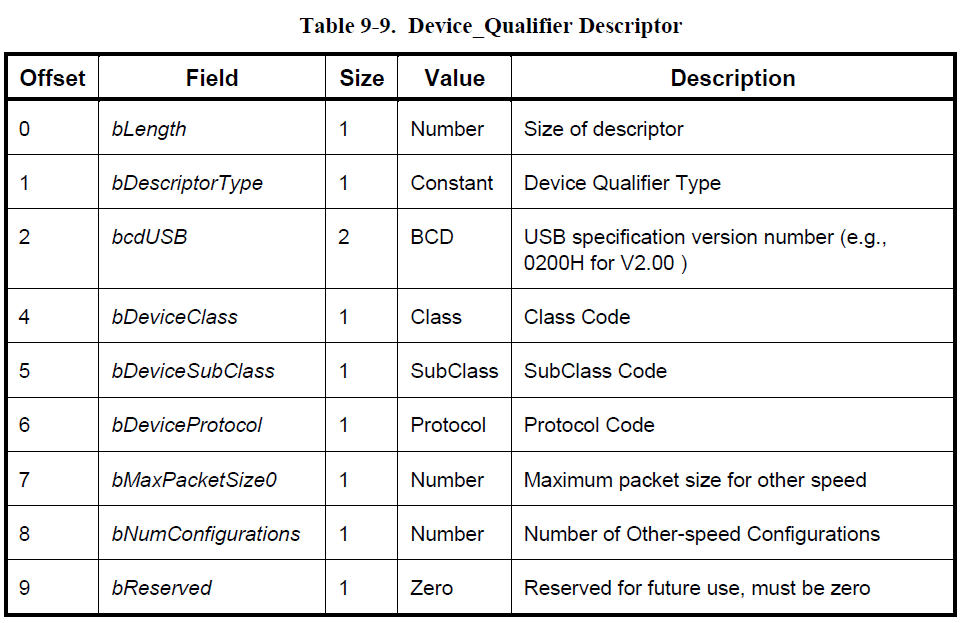 Table 9-9. Device_Qualifier Descriptor
Offset Field Size Value Description
0 bLength 1 Number Size of descriptor
1 bDescriptorType 1 Constant Device Qualifier Type
2 bcdUSB 2 BCD USB specification version number (e.g.,
0200H for V2.00 )
4 bDeviceClass 1 Class Class Code
5 bDeviceSubClass 1 SubClass SubClass Code
6 bDeviceProtocol 1 Protocol Protocol Code
7 bMaxPacketSize0 1 Number Maximum packet size for other speed
8 bNumConfigurations 1 Number Number of Other-speed Configurations
9 bReserved 1 Zero Reserved for future use, must be zero